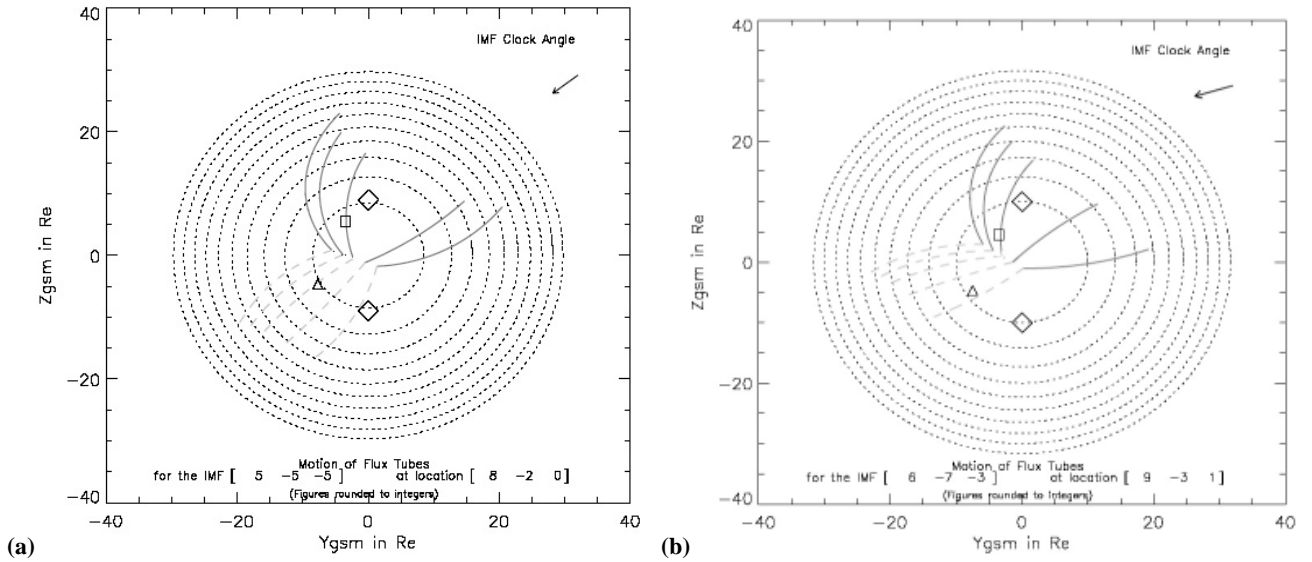 40
IMF Clock Angle
20
0
−20
−40
Zgsm in Re
Motion of Flux Tubes
for the IMF [ 5 −5 −5 ] at location [ 8 −2 0]
(Figures rounded to integers)
−40 −20 0 20 40
Ygsm in Re
(a)
40
IMF Clock Angle
20
0
−20
−40
Zgsm in Re
Motion of Flux Tubes
for the IMF [ 6 −7 −3 ] at location [ 9 −3 1]
(Figures rounded to integers)
−40 −20 0 20 40
Ygsm in Re
(b)